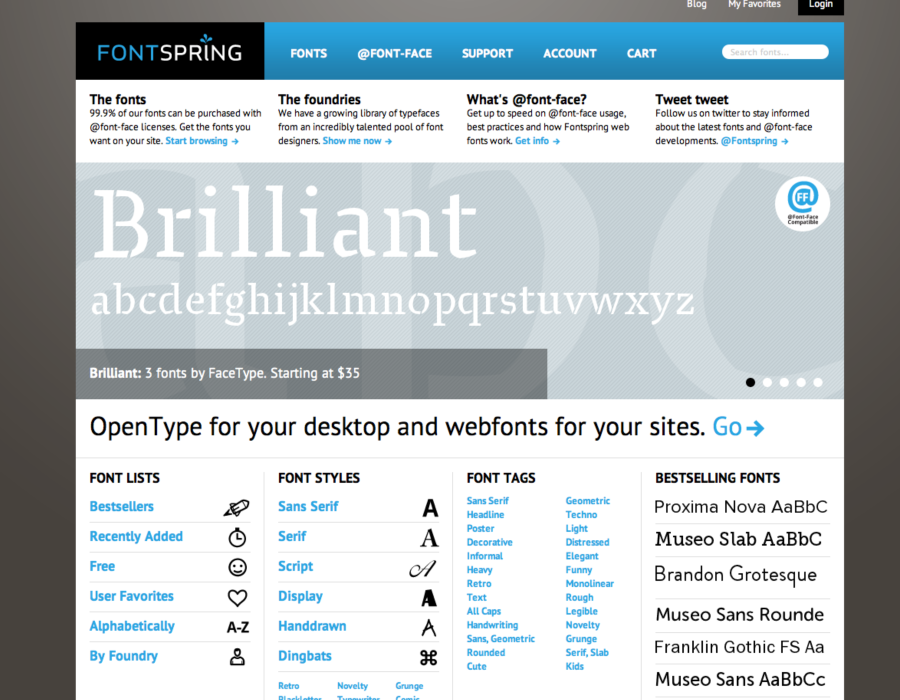 Blog My Favorites Login
FONTSPRING
FONTS @FONT-FACE SUPPORT ACCOUNT CART
Search fonts...
The fonts
99.9% of our fonts can be purchased with
@font-face licenses. Get the fonts you
want on your site. Start browsing →
The foundries
We have a growing library of typefaces
from an incredibly talented pool of font
designers. Show me now →
What's @font-face?
Get up to speed on @font-face usage,
best practices and how Fontspring web
fonts work. Get info →
Tweet tweet
Follow us on twitter to stay informed
about the latest fonts and @font-face
developments. @Fontspring →
Brilliant
abcdefghijklmnopqrstuvwxyz
@FF
@Font-Face
Compatible
Brilliant: 3 fonts by FaceType. Starting at $35
OpenType for your desktop and webfonts for your sites. Go→
FONT LISTS
Bestsellers
Recently Added
Free
User Favorites
Alphabetically A-Z
By Foundry
FONT STYLES
Sans Serif A
Serif A
Script A
Display A
Handdrawn A
Dingbats ⌘
Retro Novelty Grunge
Blackletter Typewriter Comic
FONT TAGS
Sans Serif
Headline
Poster
Decorative
Informal
Heavy
Retro
Text
All Caps
Handwriting
Sans, Geometric
Rounded
Cute
Geometric
Techno
Light
Distressed
Elegant
Funny
Monolinear
Rough
Legible
Novelty
Grunge
Serif, Slab
Kids
BESTSELLING FONTS
Proxima Nova AaBbC
Museo Slab AaBbCc
Brandon Grotesque
Museo Sans Rounde
Franklin Gothic FS Aa
Museo Sans AaBbCc